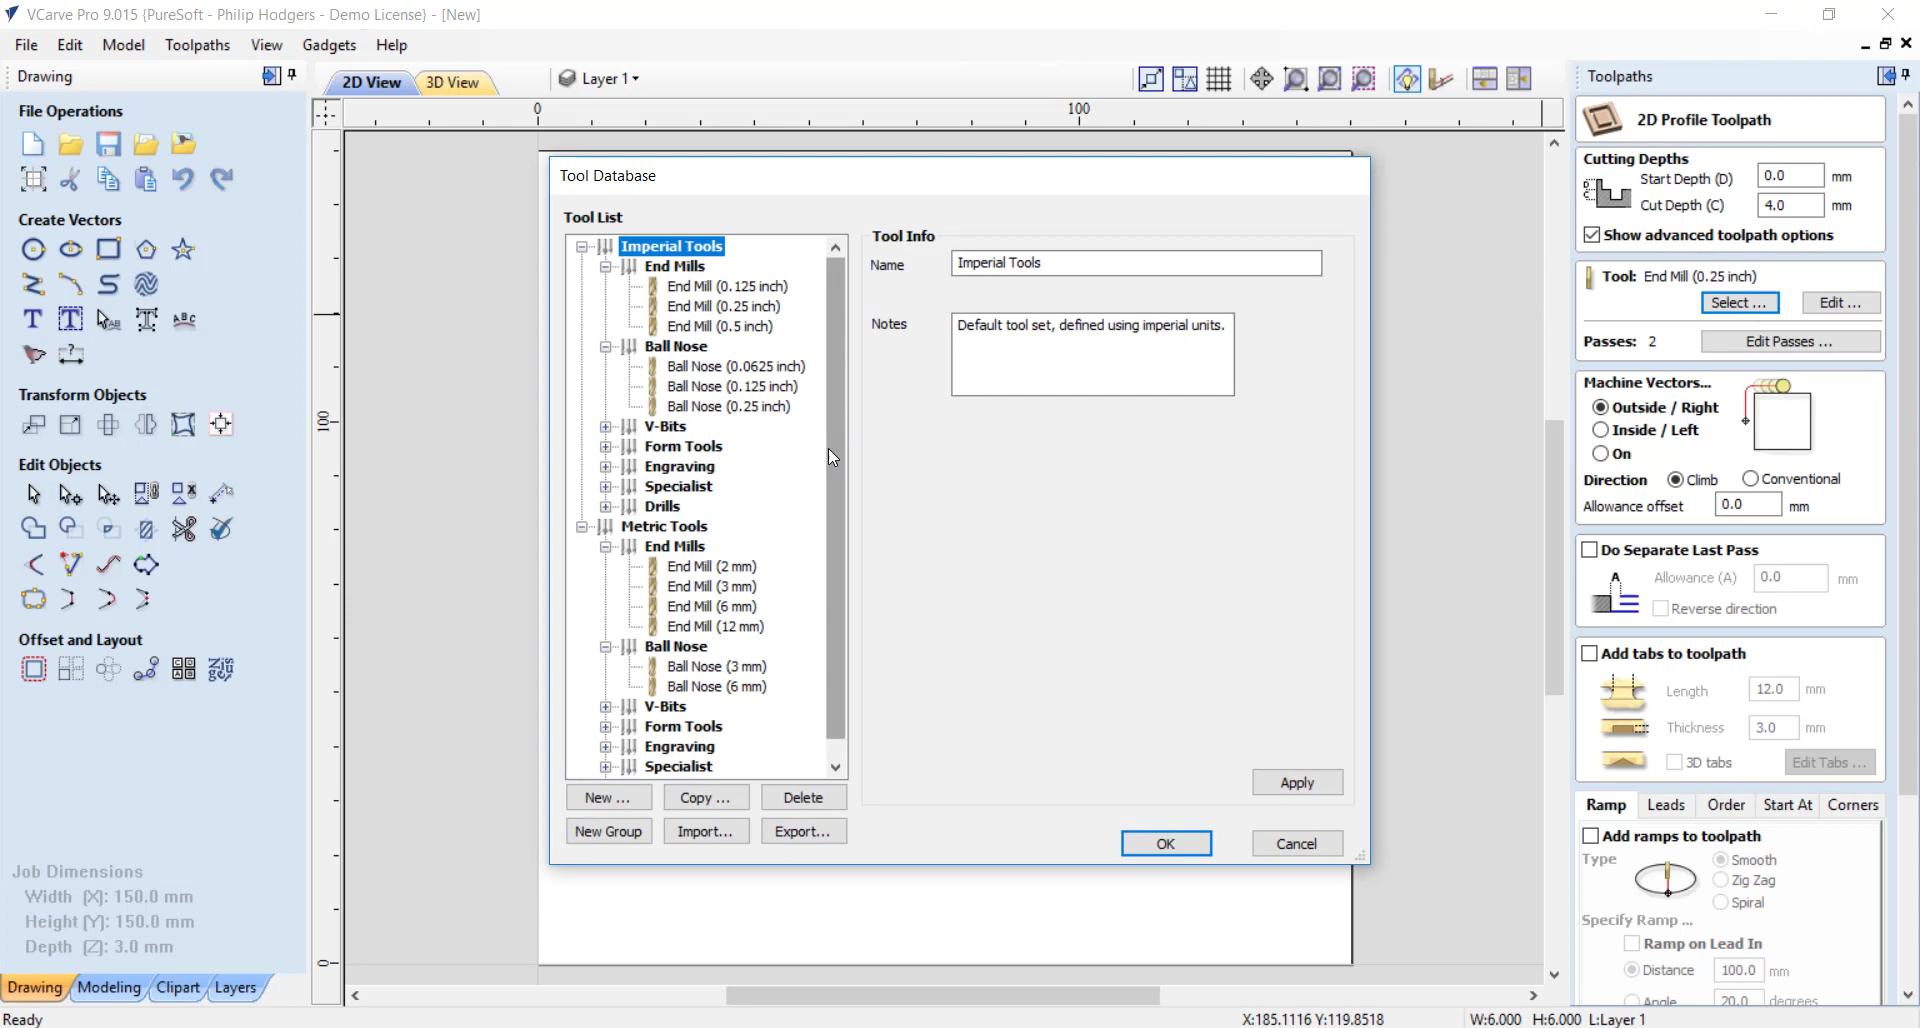 VCarve Pro 9.015 {PureSoft - Philip Hodgers - Demo License} - [New]
File Edit Model Toolpaths View Gadgets Help
Drawing
File Operations
Create Vectors
Transform Objects
Edit Objects
Offset and Layout
Job Dimensions
Width (X): 150.0 mm
Height (Y): 150.0 mm
Depth (Z): 3.0 mm
Drawing Modeling Clipart Layers
Ready
2D View 3D View
Layer 1
0 100
100
0
Tool Database
Tool List
Imperial Tools
End Mills
End Mill (0.125 inch)
End Mill (0.25 inch)
End Mill (0.5 inch)
Ball Nose
Ball Nose (0.0625 inch)
Ball Nose (0.125 inch)
Ball Nose (0.25 inch)
V-Bits
Form Tools
Engraving
Specialist
Drills
Metric Tools
End Mills
End Mill (2 mm)
End Mill (3 mm)
End Mill (6 mm)
End Mill (12 mm)
Ball Nose
Ball Nose (3 mm)
Ball Nose (6 mm)
V-Bits
Form Tools
Engraving
Specialist
New ... Copy ... Delete
New Group Import... Export...
Tool Info
Name Imperial Tools
Notes Default tool set, defined using imperial units.
Apply
OK Cancel
Toolpaths
2D Profile Toolpath
Cutting Depths
Start Depth (D) 0.0 mm
Cut Depth (C) 4.0 mm
Show advanced toolpath options
Tool: End Mill (0.25 inch)
Select ... Edit ...
Passes: 2 Edit Passes ...
Machine Vectors...
Outside / Right
Inside / Left
On
Direction Climb Conventional
Allowance offset 0.0 mm
Do Separate Last Pass
A Allowance (A) 0.0 mm
Reverse direction
Add tabs to toolpath
Length 12.0 mm
Thickness 3.0 mm
3D tabs Edit Tabs ...
Ramp Leads Order Start At Corners
Add ramps to toolpath
Type Smooth
Zig Zag
Spiral
Specify Ramp ...
Ramp on Lead In
Distance 100.0 mm
Angle 20.0 degrees
X:185.1116 Y:119.8518 W:6.000 H:6.000 L:Layer 1